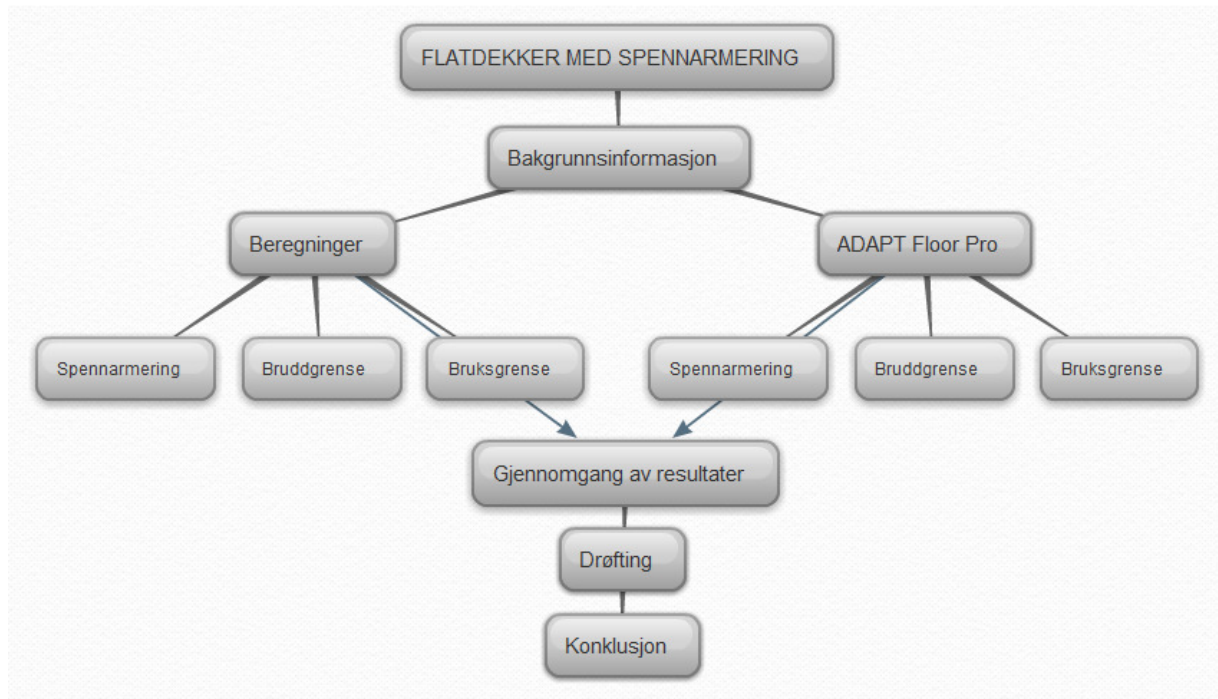 FLATDEKKER MED SPENNARMERING
Bakgrunnsinformasjon
Beregninger
ADAPT Floor Pro
Spennarmering
Bruddgrense
Bruksgrense
Spennarmering
Bruddgrense
Bruksgrense
Gjennomgang av resultater
Drøfting
Konklusjon